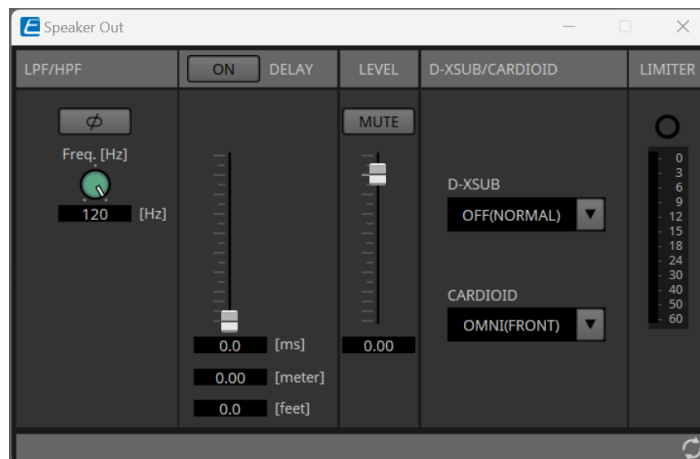 Speaker Out
LPF/HPF
ON DELAY
LEVEL
D-XSUB/CARDIOID
LIMITER
Freq. [Hz]
120 [Hz]
0.0 [ms]
0.00 [meter]
0.0 [feet]
MUTE
0.00
D-XSUB
OFF(NORMAL)
CARDIOID
OMNI(FRONT)
0
3
6
9
12
15
18
24
30
40
50
60